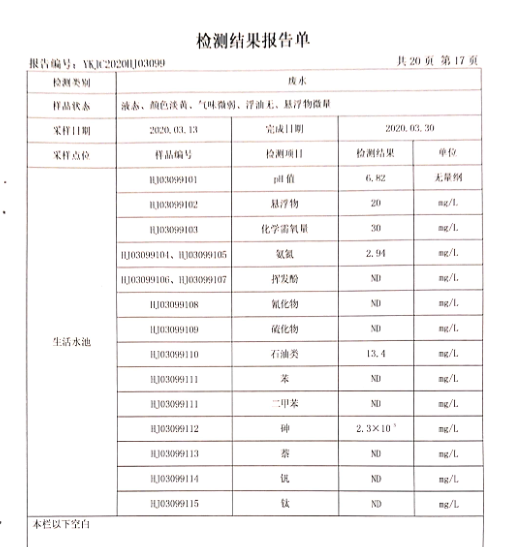 检测结果报告单
报告编号：YKJC2020HJ03099 共 20 页 第 17 页
检测类别 废水
样品状态 液态、颜色淡黄、气味微弱、浮油无、悬浮物微量
采样日期 2020.03.13 完成日期 2020.03.30
采样点位 样品编号 检测项目 检测结果 单位
生活水池
HJ03099101 pH 值 6.82 无量纲
HJ03099102 悬浮物 20 mg/L
HJ03099103 化学需氧量 30 mg/L
HJ03099104、HJ03099105 氨氮 2.94 mg/L
HJ03099106、HJ03099107 挥发酚 ND mg/L
HJ03099108 氰化物 ND mg/L
HJ03099109 硫化物 ND mg/L
HJ03099110 石油类 13.4 mg/L
HJ03099111 苯 ND mg/L
HJ03099111 二甲苯 ND mg/L
HJ03099112 砷 2.3×10 mg/L
HJ03099113 萘 ND mg/L
HJ03099114 钒 ND mg/L
HJ03099115 钛 ND mg/L
本栏以下空白